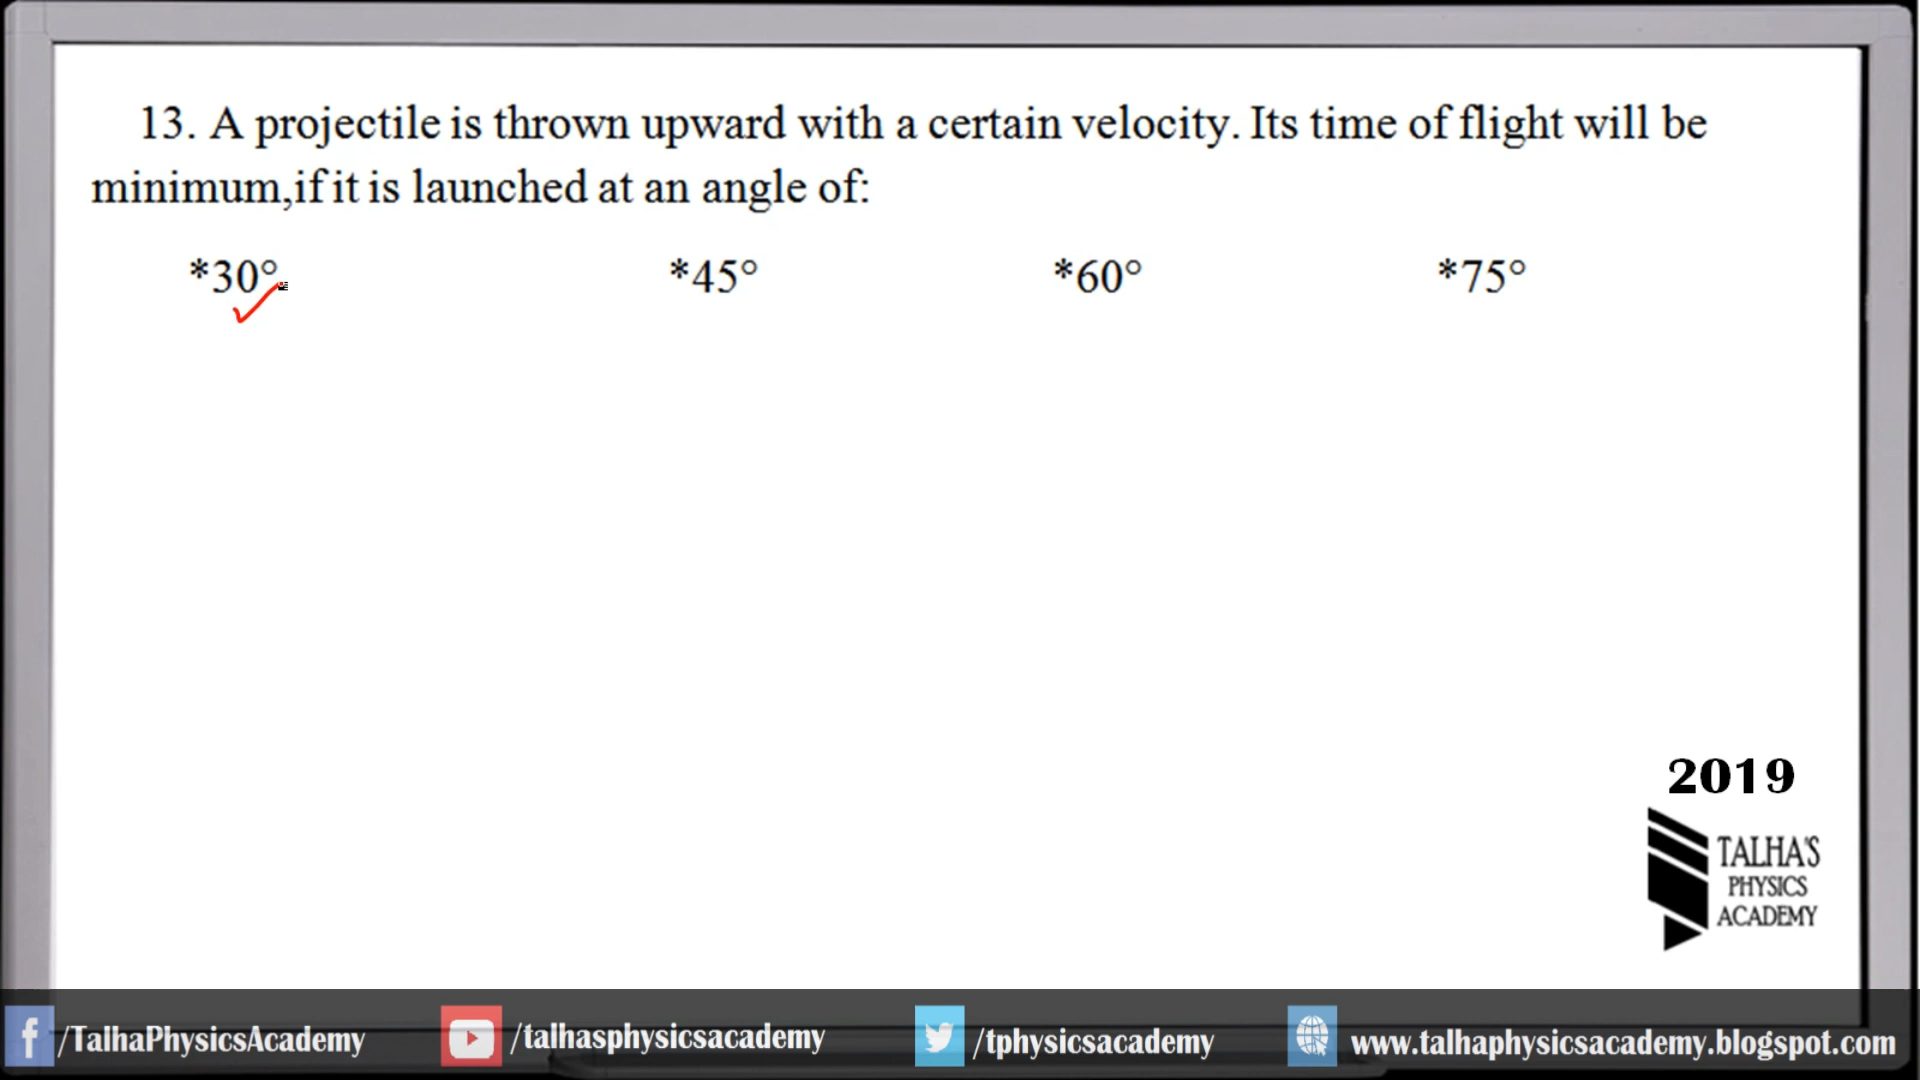 13. A projectile is thrown upward with a certain velocity. Its time of flight will be
minimum,if it is launched at an angle of:
*30° *45° *60° *75°
2019
TALHA'S
PHYSICS
ACADEMY
/TalhaPhysicsAcademy /talhasphysicsacademy /tphysicsacademy www.talhaphysicsacademy.blogspot.com